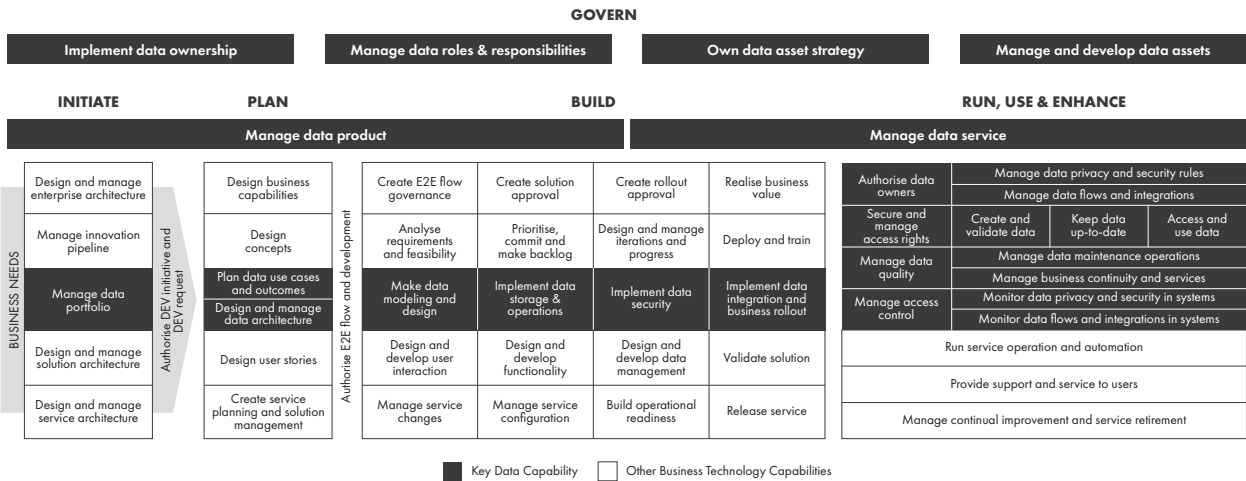 GOVERN
Implement data ownership
Manage data roles & responsibilities
Own data asset strategy
Manage and develop data assets
INITIATE
PLAN
BUILD
RUN, USE & ENHANCE
Manage data product
Manage data service
BUSINESS NEEDS
Design and manage
enterprise architecture
Manage innovation
pipeline
Manage data
portfolio
Design and manage
solution architecture
Design and manage
service architecture
Authorise DEV initiative and
DEV request
Design business
capabilities
Design
concepts
Plan data use cases
and outcomes
Design and manage
data architecture
Design user stories
Create service
planning and solution
management
Authorise E2E flow and development
Create E2E flow
governance
Create solution
approval
Create rollout
approval
Realise business
value
Analyse
requirements
and feasibility
Prioritise,
commit and
make backlog
Design and manage
iterations and
progress
Deploy and train
Make data
modeling and
design
Implement data
storage &
operations
Implement data
security
Implement data
integration and
business rollout
Design and
develop user
interaction
Design and
develop
functionality
Design and
develop data
management
Validate solution
Manage service
changes
Manage service
configuration
Build operational
readiness
Release service
Authorise data
owners
Manage data privacy and security rules
Manage data flows and integrations
Secure and
manage
access rights
Create and
validate data
Keep data
up-to-date
Access and
use data
Manage data
quality
Manage data maintenance operations
Manage business continuity and services
Manage access
control
Monitor data privacy and security in systems
Monitor data flows and integrations in systems
Run service operation and automation
Provide support and service to users
Manage continual improvement and service retirement
Key Data Capability
Other Business Technology Capabilities